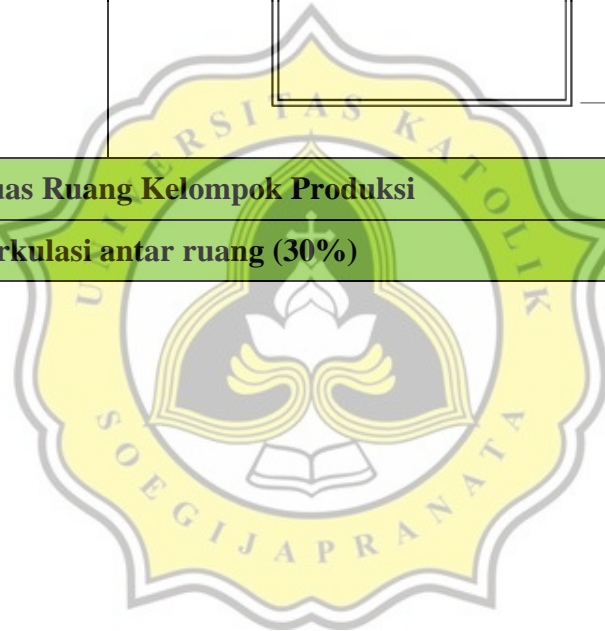 UNIVERSITAS KATOLIK
uas Ruang Kelompok Produksi
rkulasi antar ruang (30%)
SOEGIJAPRANATA